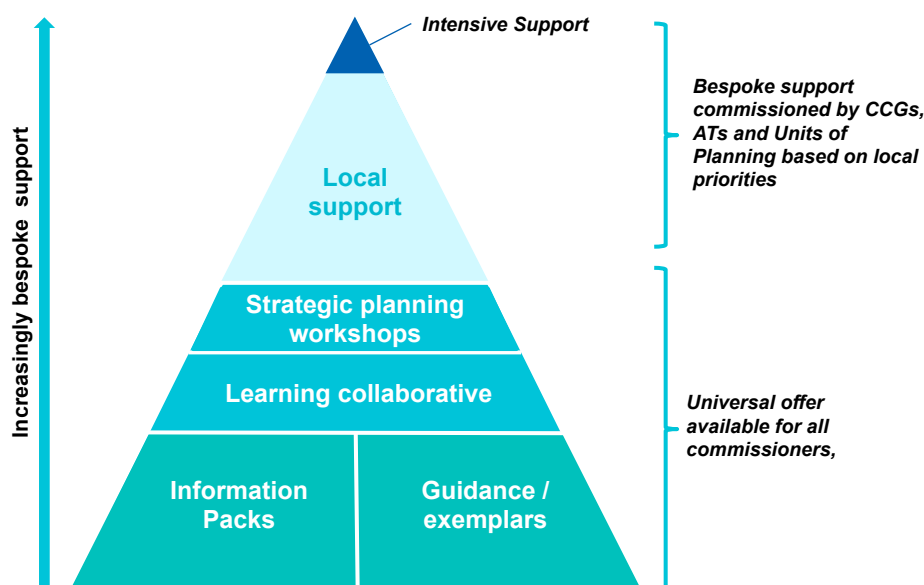 Intensive Support
Bespoke support
commissioned by CCGs,
ATs and Units of
Planning based on local
priorities
Increasingly bespoke support
Local
support
Strategic planning
workshops
Learning collaborative
Universal offer
available for all
commissioners,
Information
Packs
Guidance /
exemplars